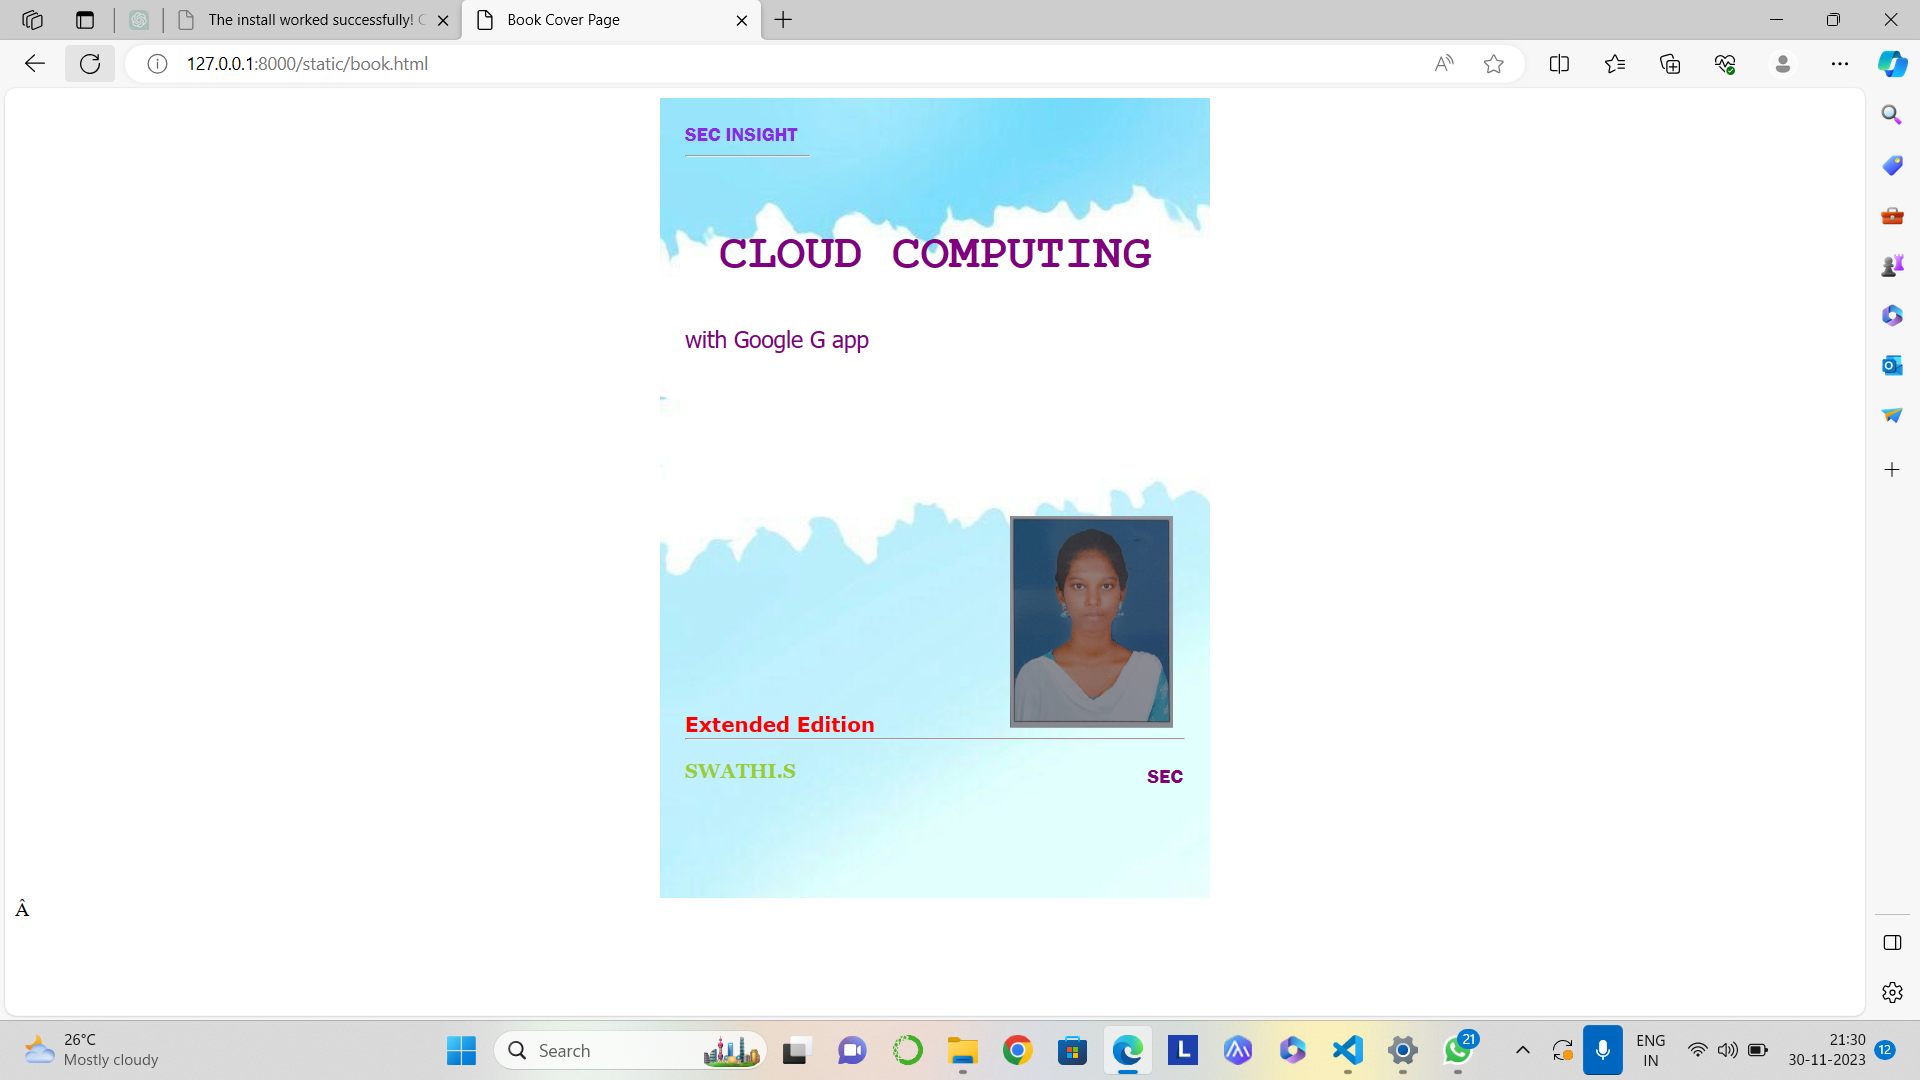 The install worked successfully! C
Book Cover Page
127.0.0.1:8000/static/book.html
SEC INSIGHT
CLOUD COMPUTING
with Google G app
Extended Edition
SWATHI.S
SEC
Â
26°C
Mostly cloudy
Search
L
21
ENG
IN
21:30
30-11-2023
12